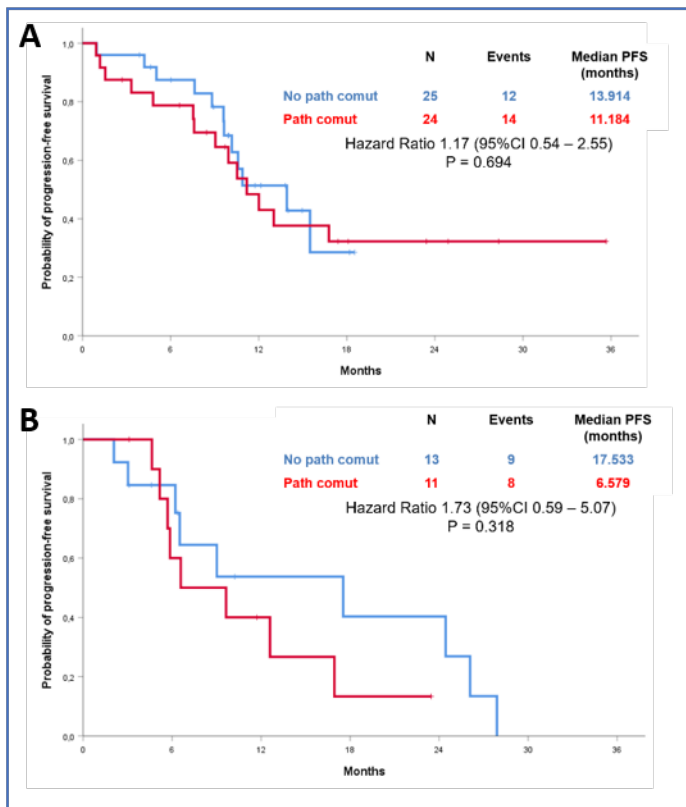 A
N Events Median PFS
(months)
No path comut 25 12 13.914
Path comut 24 14 11.184
Hazard Ratio 1.17 (95%CI 0.54 – 2.55)
P = 0.694
Probability of progression-free survival
1,0
0,8
0,6
0,4
0,2
0,0
0 6 12 18 24 30 36
Months
B
N Events Median PFS
(months)
No path comut 13 9 17.533
Path comut 11 8 6.579
Hazard Ratio 1.73 (95%CI 0.59 – 5.07)
P = 0.318
Probability of progression-free survival
1,0
0,8
0,6
0,4
0,2
0,0
0 6 12 18 24 30 36
Months